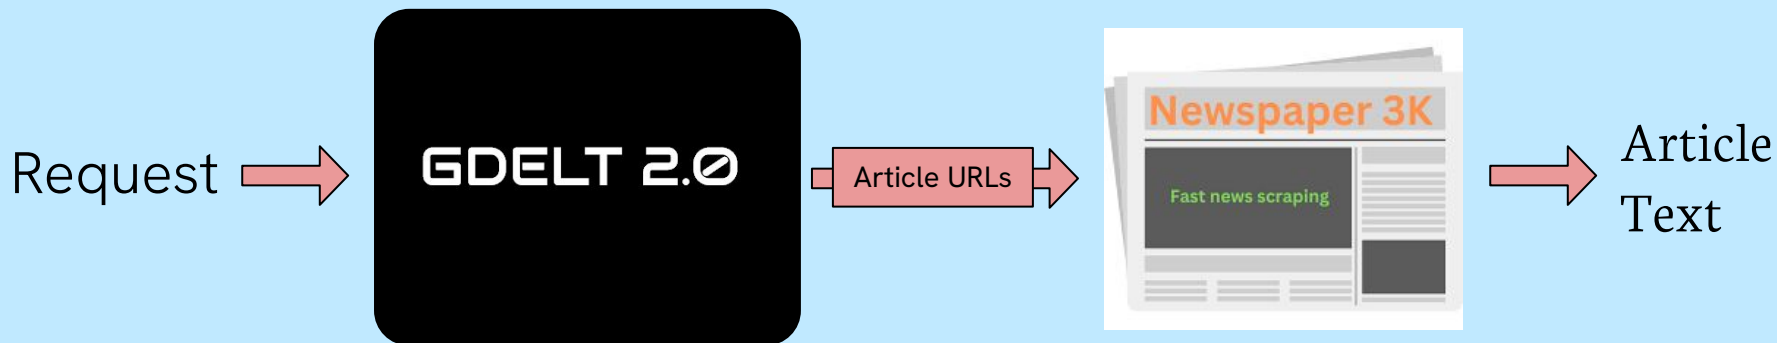 Request
GDELT 2.0
Article URLs
Newspaper 3K
Fast news scraping
Article
Text